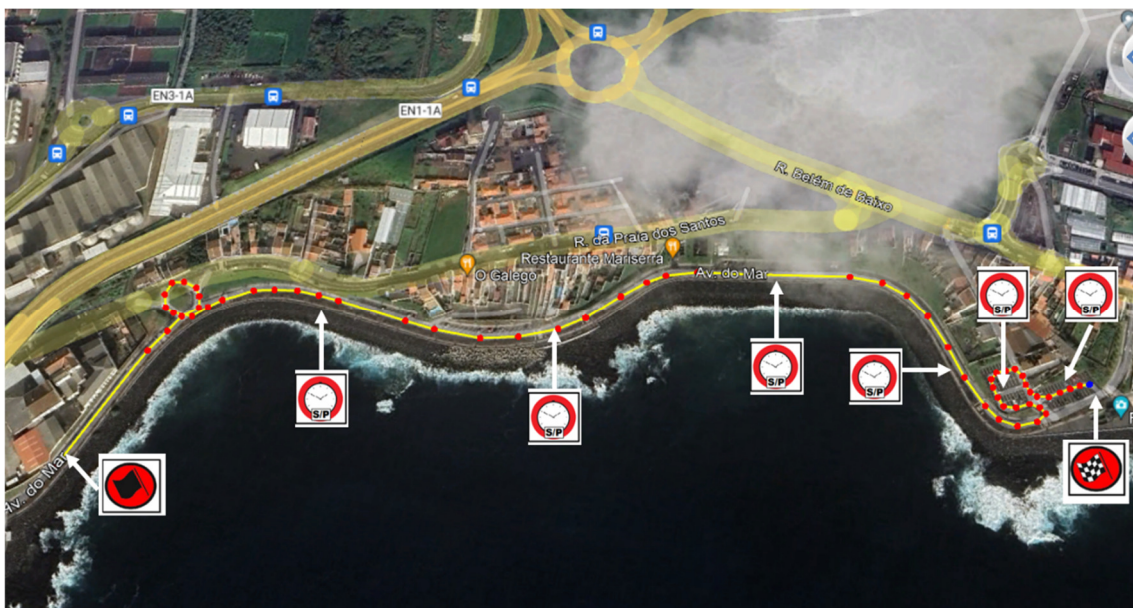 EN3-1A
EN1-1A
R. Belém de Baixo
R. da Praia dos Santos
Restaurante Mariserra
O Galego
Av. do Mar
S/P
S/P
S/P
S/P
S/P
S/P
Av. do Mar